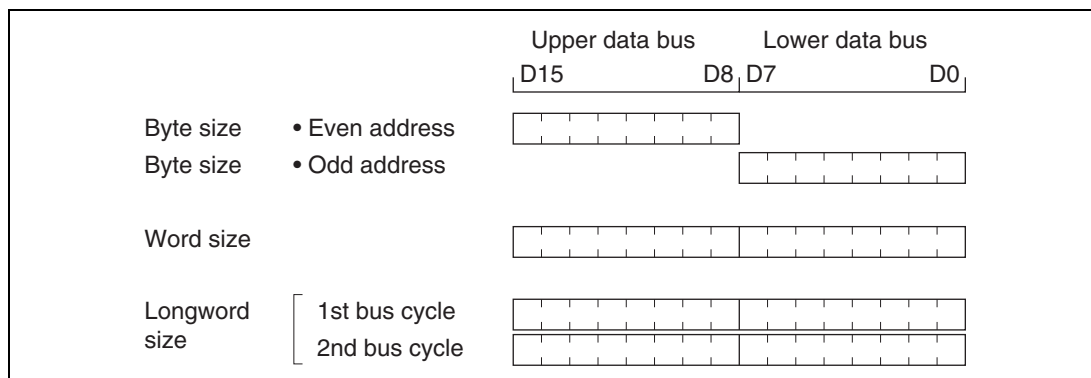 Upper data bus Lower data bus
D15 D8 D7 D0
Byte size • Even address
Byte size • Odd address
Word size
Longword size
1st bus cycle
2nd bus cycle